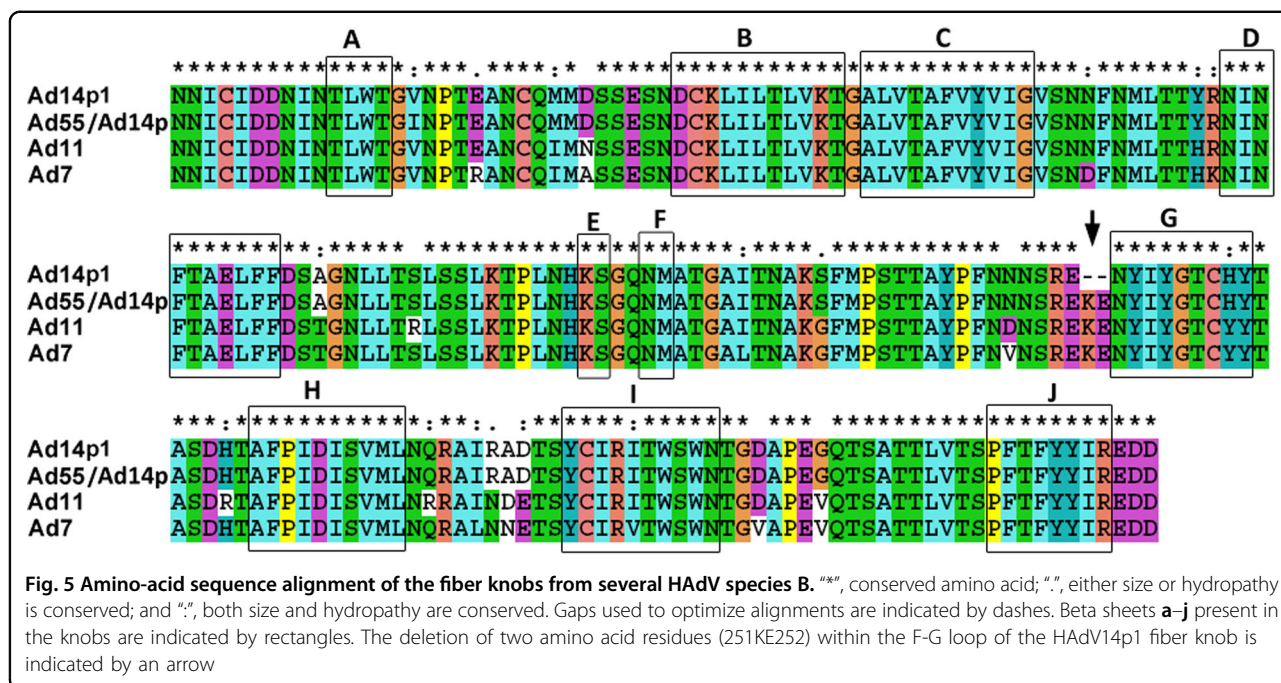 A B C D
***************:***.****:* *******************************:******::***
Ad14p1 NNICIDDNINTLWTGVNPTEANCQMMDSSESNDCKLILTLVKTGALVTAFVYVIGVSNNFNMLTTYRNIN
Ad55/Ad14p NNICIDDNINTLWTGINPTEANCQMMDSSESNDCKLILTLVKTGALVTAFVYVIGVSNNFNMLTTYRNIN
Ad11 NNICIDDNINTLWTGVNPTEANCQIMNSSESNDCKLILTLVKTGALVTAFVYVIGVSNNFNMLTTHRNIN
Ad7 NNICIDDNINTLWTGVNPTRANCQIMASSESNDCKLILTLVKTGALVTAFVYVIGVSNDFNMLTTHKNIN
E F G
*********:***** ********************:****.*********** ****  *******:**
Ad14p1 FTAELFFDSAGNLLTSLSSLKTPLNHKSGQNMATGAITNAKSFMPSTTAYPFNNNSRE--NYIYGTCHYT
Ad55/Ad14p FTAELFFDSAGNLLTSLSSLKTPLNHKSGQNMATGAITNAKSFMPSTTAYPFNNNSREKENYIYGTCHYT
Ad11 FTAELFFDSTGNLLTRLSSLKTPLNHKSGQNMATGAITNAKGFMPSTTAYPFNDNSREKENYIYGTCYYT
Ad7 FTAELFFDSTGNLLTSLSSLKTPLNHKSGQNMATGALTNAKGFMPSTTAYPFNVNSREKENYIYGTCYYT
H I J
***:************:**:. :******:******* *** *********************
Ad14p1 ASDHTAFPIDISVMLNQRAIRADTSYCIRITWSWNTGDAPEGQTSATTLVTSPFTFYYIREDD
Ad55/Ad14p ASDHTAFPIDISVMLNQRAIRADTSYCIRITWSWNTGDAPEGQTSATTLVTSPFTFYYIREDD
Ad11 ASDRTAFPIDISVMLNRRAINDETSYCIRITWSWNTGDAPEVQTSATTLVTSPFTFYYIREDD
Ad7 ASDHTAFPIDISVMLNQRALNNETSYCIRVTWSWNTGVAPEVQTSATTLVTSPFTFYYIREDD
Fig. 5 Amino-acid sequence alignment of the fiber knobs from several HAdV species B. “*”, conserved amino acid; “.”, either size or hydropathy
is conserved; and “:”, both size and hydropathy are conserved. Gaps used to optimize alignments are indicated by dashes. Beta sheets a–j present in
the knobs are indicated by rectangles. The deletion of two amino acid residues (251KE252) within the F-G loop of the HAdV14p1 fiber knob is
indicated by an arrow